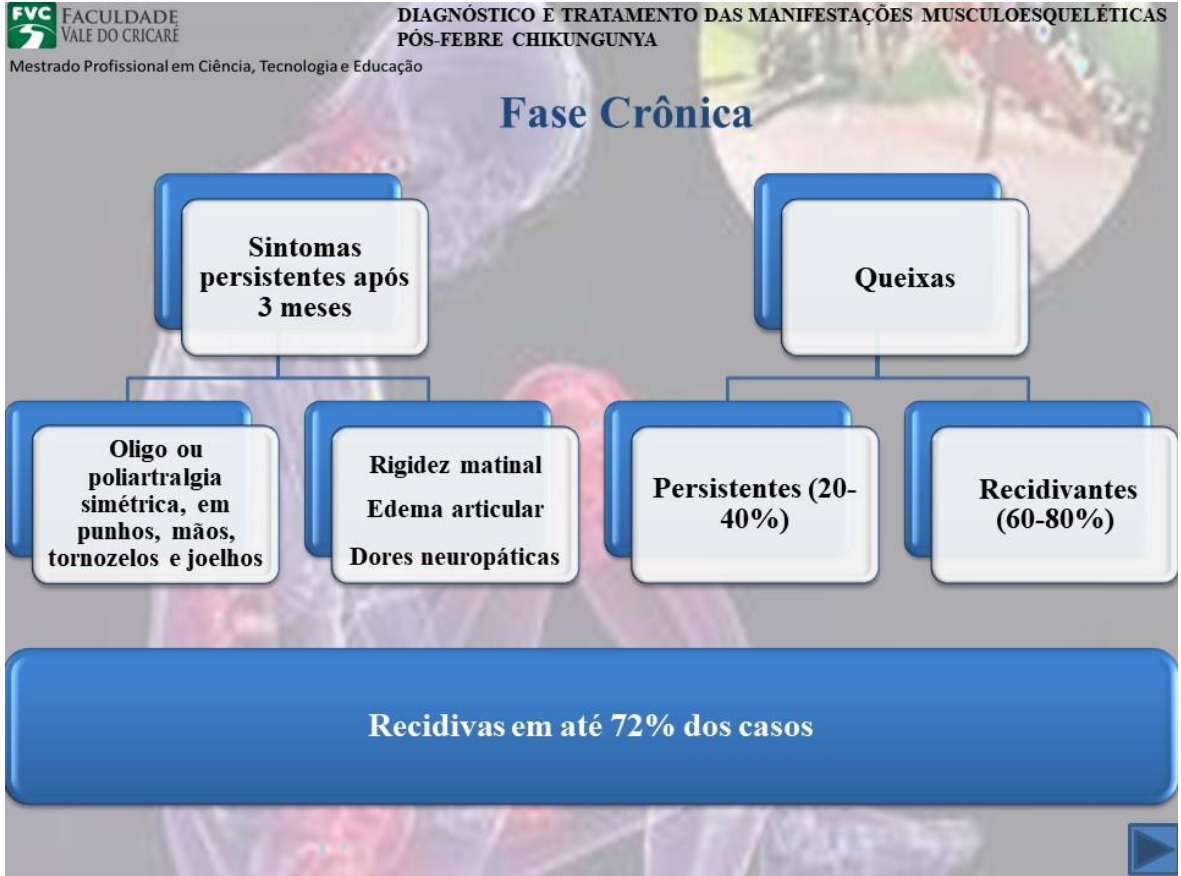 FVC FACULDADE
VALE DO CRICARÉ
Mestrado Profissional em Ciência, Tecnologia e Educação
DIAGNÓSTICO E TRATAMENTO DAS MANIFESTAÇÕES MUSCULOESQUELÉTICAS
PÓS-FEBRE CHIKUNGUNYA
Fase Crônica
Sintomas
persistentes após
3 meses
Oligo ou
poliartralgia
simétrica, em
punhos, mãos,
tornozelos e joelhos
Rigidez matinal
Edema articular
Dores neuropáticas
Queixas
Persistentes (20-
40%)
Recidivantes
(60-80%)
Recidivas em até 72% dos casos